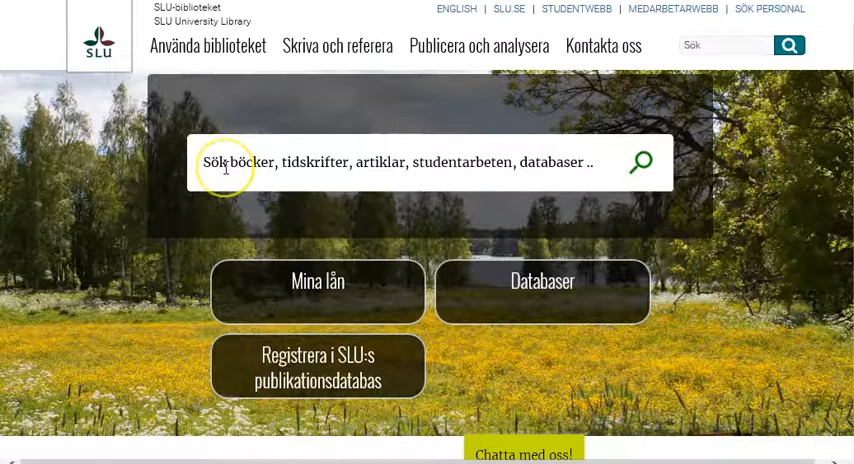 SLU-biblioteket
SLU University Library
ENGLISH | SLU.SE | STUDENTWEBB | MEDARBETARWEBB | SÖK PERSONAL
SLU
Använda biblioteket Skriva och referera Publicera och analysera Kontakta oss
Sök
Sök böcker, tidskrifter, artiklar, studentarbeten, databaser ..
Mina lån
Databaser
Registrera i SLU:s
publikationsdatabas
Chatta med oss!